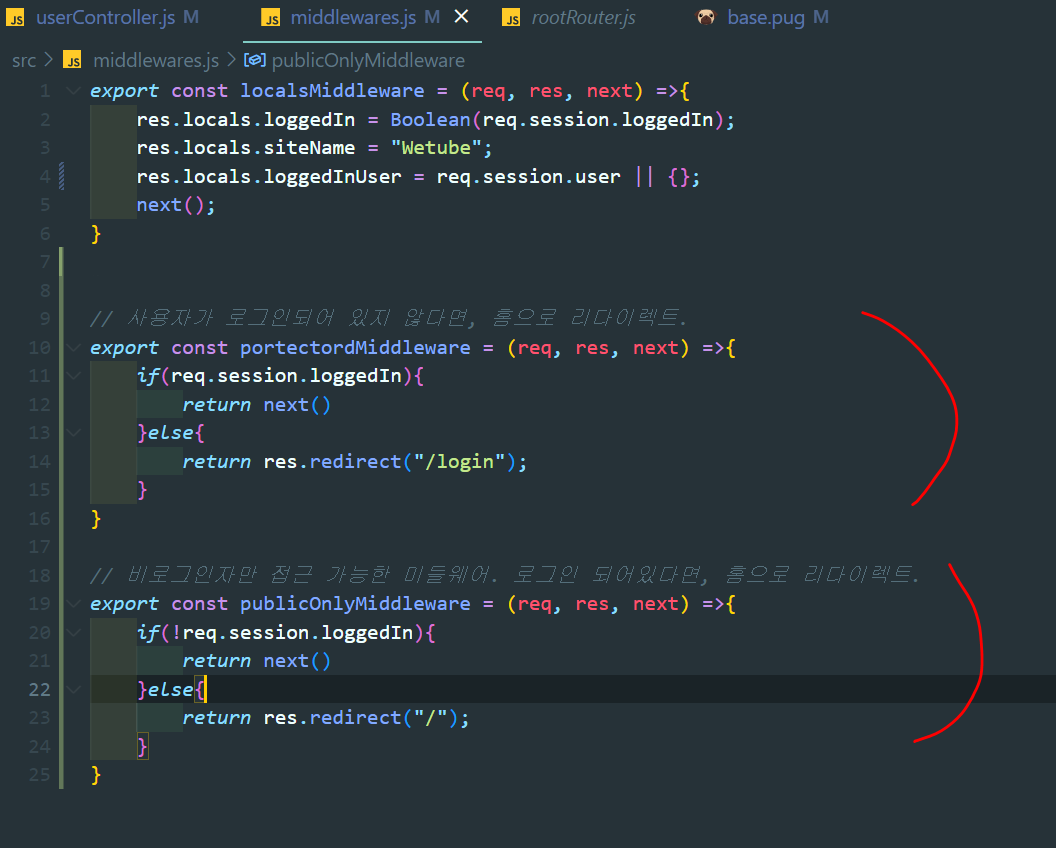 JS userController.js M
JS middlewares.js M
JS rootRouter.js
base.pug M
src > JS middlewares.js > publicOnlyMiddleware
1 export const localsMiddleware = (req, res, next) =>{
2 res.locals.loggedIn = Boolean(req.session.loggedIn);
3 res.locals.siteName = "Wetube";
4 res.locals.loggedInUser = req.session.user || {};
5 next();
6 }
7
8
9 // 사용자가 로그인되어 있지 않다면, 홈으로 리다이렉트.
10 export const portectordMiddleware = (req, res, next) =>{
11 if(req.session.loggedIn){
12 return next()
13 }else{
14 return res.redirect("/login");
15 }
16 }
17
18 // 비로그인자만 접근 가능한 미들웨어. 로그인 되어있다면, 홈으로 리다이렉트.
19 export const publicOnlyMiddleware = (req, res, next) =>{
20 if(!req.session.loggedIn){
21 return next()
22 }else{
23 return res.redirect("/");
24 }
25 }